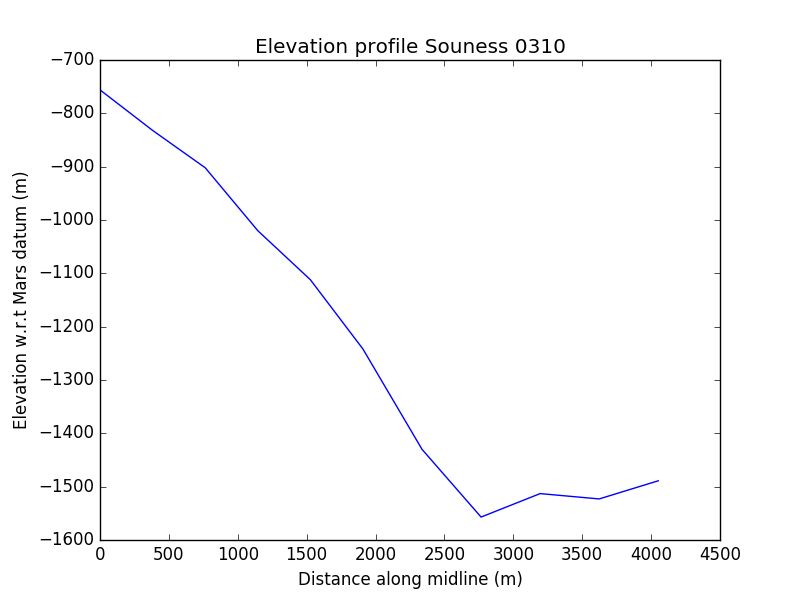 Elevation profile Souness 0310
−700
−800
−900
−1000
−1100
−1200
−1300
−1400
−1500
−1600
Elevation w.r.t Mars datum (m)
0 500 1000 1500 2000 2500 3000 3500 4000 4500
Distance along midline (m)